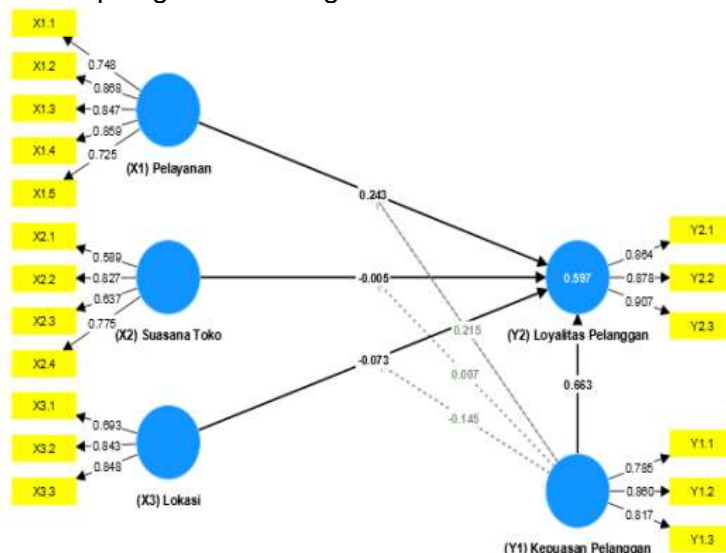 X1.1
X1.2
X1.3
X1.4
X1.5
0.748
0.868
0.847
0.725
(X1) Pelayanan
X2.1
X2.2
X2.3
X2.4
0.589
0.827
0.637
0.775
(X2) Suasana Toko
X3.1
X3.2
X3.3
0.693
0.843
0.848
(X3) Lokasi
0.243
-0.073
0.215
0.007
-0.145
0.597
(Y2) Loyalitas Pelanggan
0.864
0.878
0.907
Y2.1
Y2.2
Y2.3
0.663
0.785
0.860
0.817
Y1.1
Y1.2
Y1.3
(Y1) Kepuasan Pelanggan